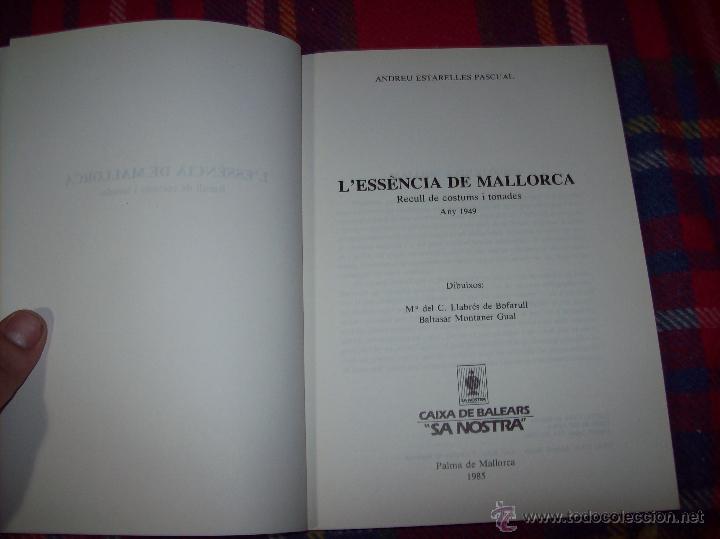 ANDREU ESTARELLES PASCUAL
L'ESSÈNCIA DE MALLORCA
Recull de costums i tonades
Any 1949
Dibuixos:
Mª del C. Llabrés de Bofarull
Baltasar Montaner Gual
SA NOSTRA
CAIXA DE BALEARS
"SA NOSTRA"
Palma de Mallorca
1985
todocoleccion.net